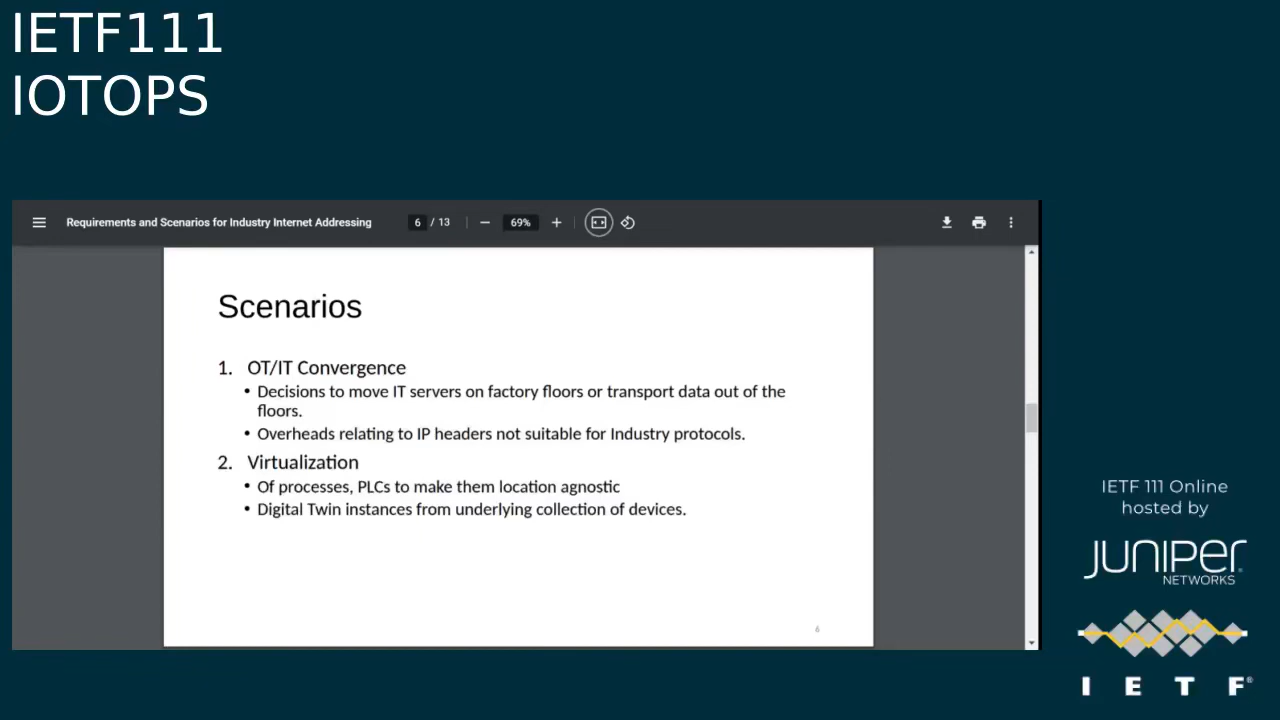 IETF111
IOTOPS
Requirements and Scenarios for Industry Internet Addressing 6 / 13 69%
Scenarios
1. OT/IT Convergence
• Decisions to move IT servers on factory floors or transport data out of the
floors.
• Overheads relating to IP headers not suitable for Industry protocols.
2. Virtualization
• Of processes, PLCs to make them location agnostic
• Digital Twin instances from underlying collection of devices.
6
IETF 111 Online
hosted by
JUNIPER
NETWORKS
I E T F®